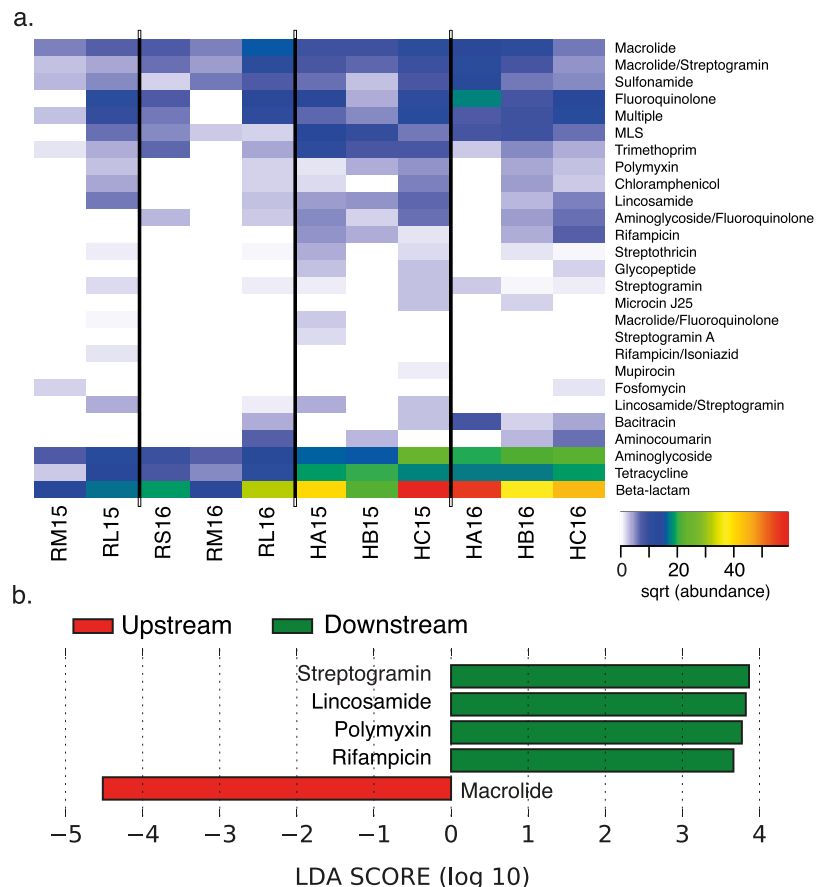 a.
Macrolide
Macrolide/Streptogramin
Sulfonamide
Fluoroquinolone
Multiple
MLS
Trimethoprim
Polymyxin
Chloramphenicol
Lincosamide
Aminoglycoside/Fluoroquinolone
Rifampicin
Streptothricin
Glycopeptide
Streptogramin
Microcin J25
Macrolide/Fluoroquinolone
Streptogramin A
Rifampicin/Isoniazid
Mupirocin
Fosfomycin
Lincosamide/Streptogramin
Bacitracin
Aminocoumarin
Aminoglycoside
Tetracycline
Beta-lactam
RM15 RL15 RS16 RM16 RL16 HA15 HB15 HC15 HA16 HB16 HC16
0 20 40
sqrt (abundance)
b.
Upstream Downstream
Streptogramin
Lincosamide
Polymyxin
Rifampicin
Macrolide
−5 −4 −3 −2 −1 0 1 2 3 4
LDA SCORE (log 10)